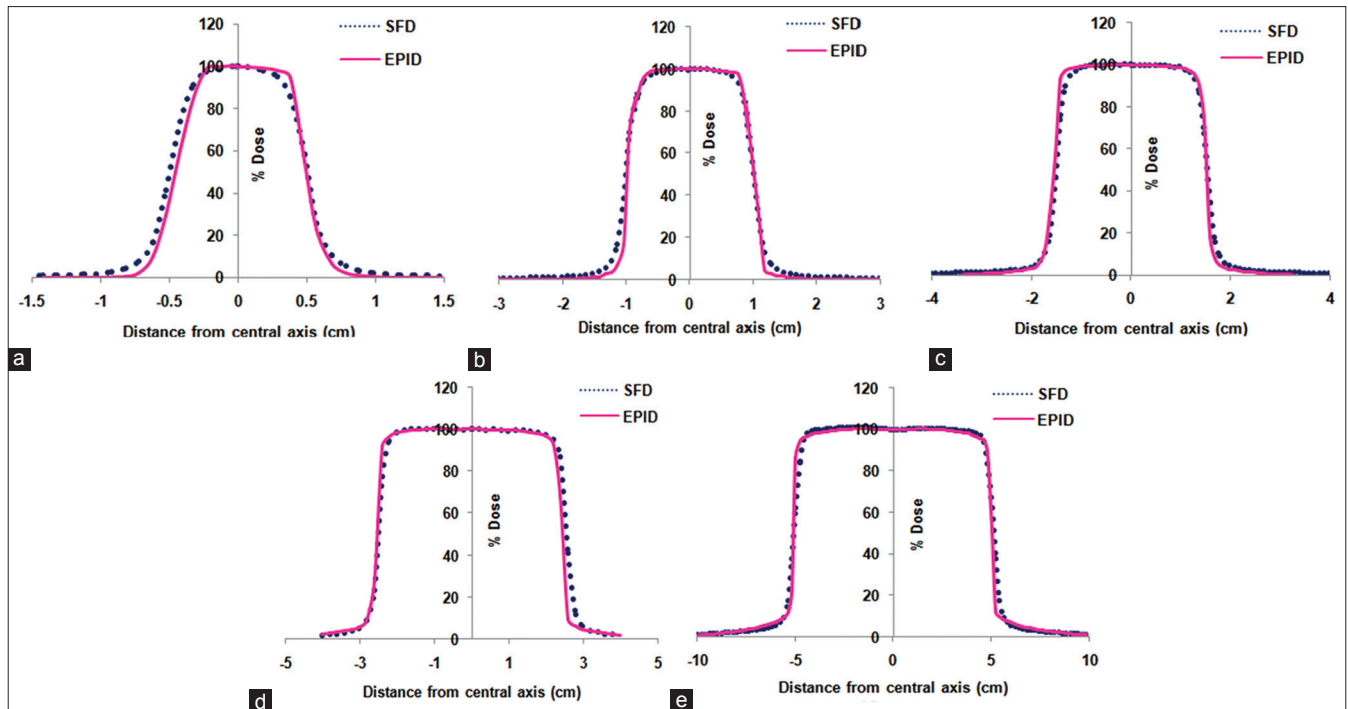 120
100
80
60
40
20
0
% Dose
SFD
EPID
-1.5 -1 -0.5 0 0.5 1 1.5
Distance from central axis (cm)
a
120
100
80
60
40
20
0
% Dose
SFD
EPID
-3 -2 -1 0 1 2 3
Distance from central axis (cm)
b
120
100
80
60
40
20
0
% Dose
SFD
EPID
-4 -2 0 2 4
Distance from central axis (cm)
c
120
100
80
60
40
20
0
% Dose
SFD
EPID
-5 -3 -1 1 3 5
Distance from central axis (cm)
d
120
100
80
60
40
20
0
% Dose
SFD
EPID
-10 -5 0 5 10
Distance from central axis (cm)
e